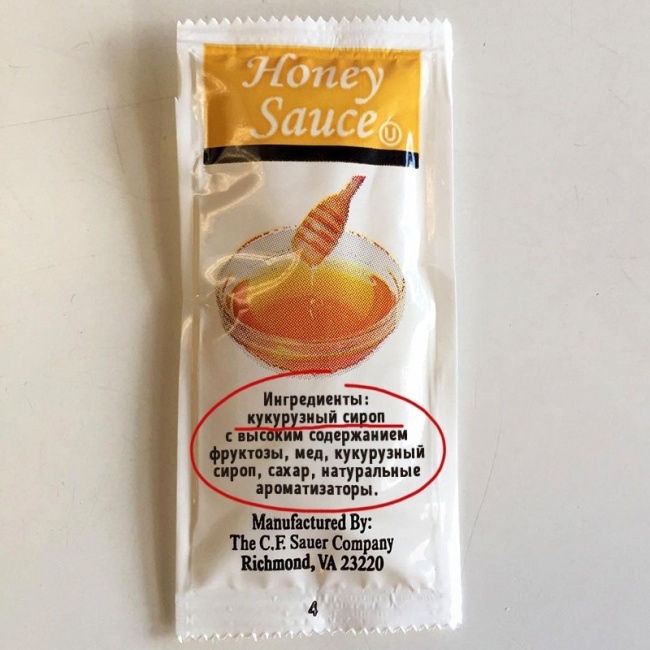 Honey
Sauce Ⓤ
Ингредиенты:
кукурузный сироп
с высоким содержанием
фруктозы, мед, кукурузный
сироп, сахар, натуральные
ароматизаторы.
Manufactured By:
The C.F. Sauer Company
Richmond, VA 23220
4